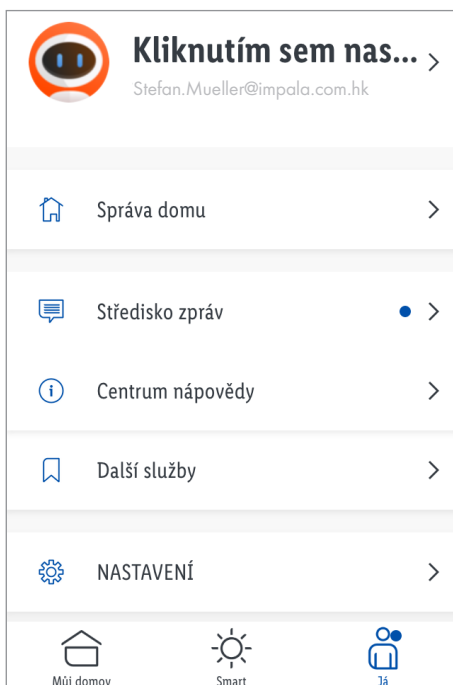 Kliknutím sem nas...
Stefan.Mueller@impala.com.hk
Správa domu
Středisko zpráv
Centrum nápovědy
Další služby
NASTAVENÍ
Můj domov
Smart
Já